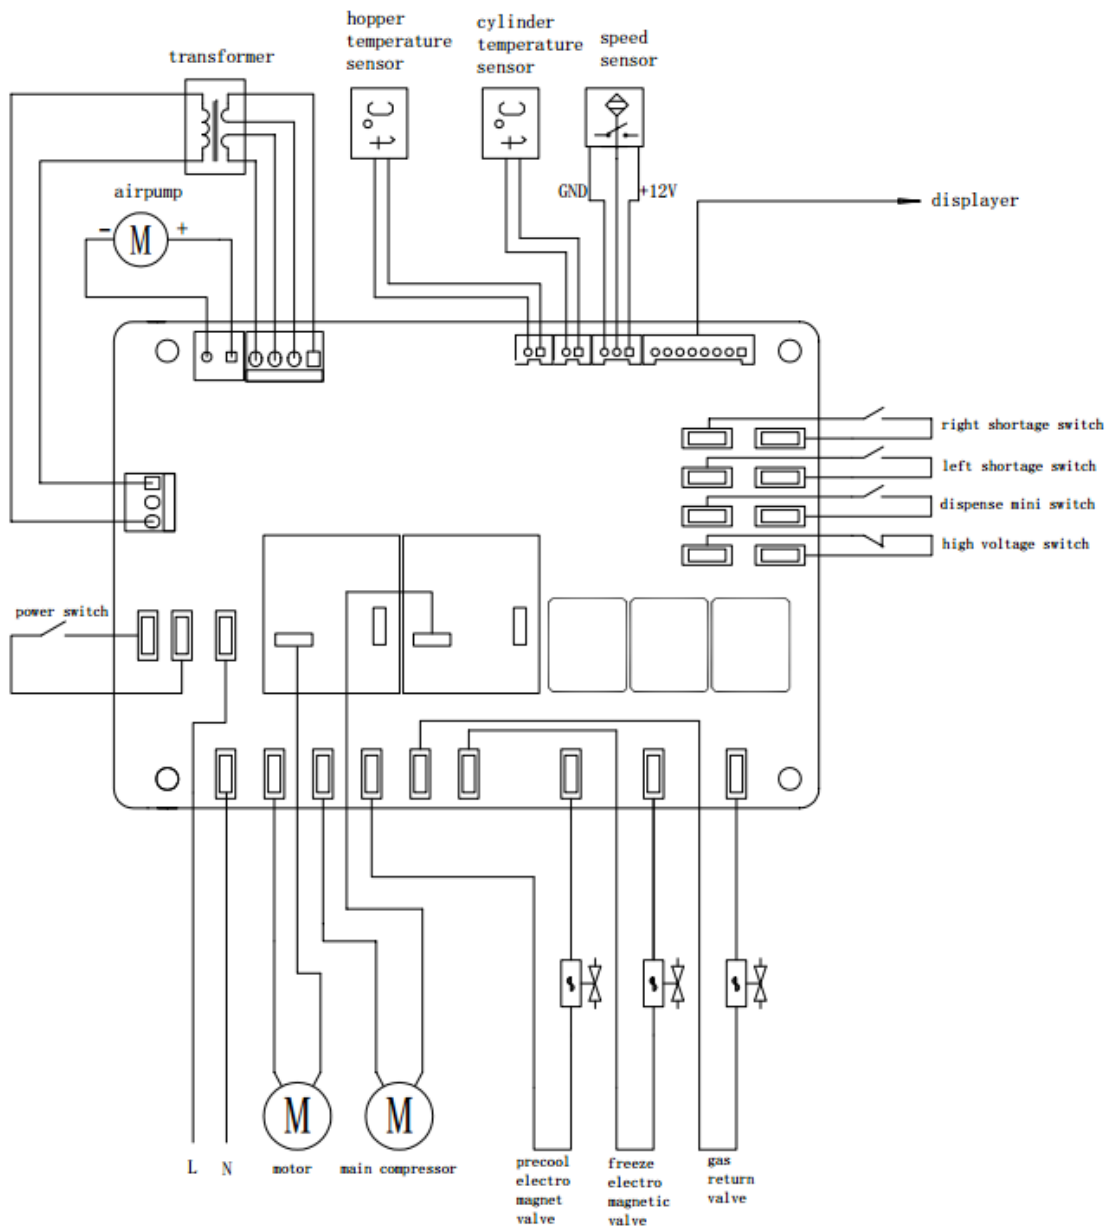 hopper
temperature
sensor
cylinder
temperature
sensor
speed
sensor
transformer
t°C
t°C
GND
+12V
displayer
airpump
-
M
+
right shortage switch
left shortage switch
dispense mini switch
high voltage switch
power switch
M
M
L
N
motor
main compressor
precool
electro
magnet
valve
freeze
electro
magnetic
valve
gas
return
valve